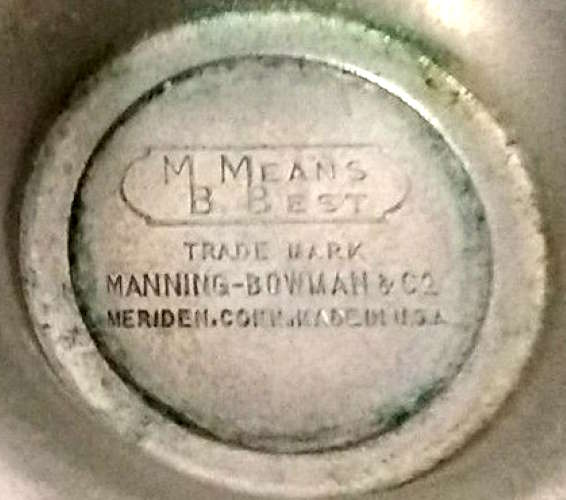 M. MEANS
B. BEST
TRADE MARK
MANNING-BOWMAN & CO.
MERIDEN, CONN. MADE IN U.S.A.